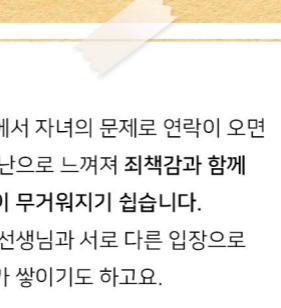 에서 자녀의 문제로 연락이 오면
난으로 느껴져 죄책감과 함께
이 무거워지기 쉽습니다.
선생님과 서로 다른 입장으로
가 쌓이기도 하고요.